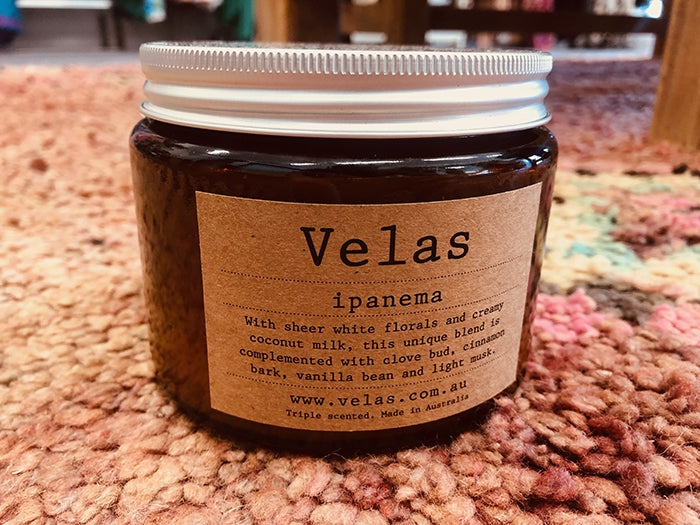 Velas
ipanema
With sheer white florals and creamy
coconut milk, this unique blend is
complemented with clove bud, cinnamon
bark, vanilla bean and light musk.
www.velas.com.au
Triple scented. Made in Australia